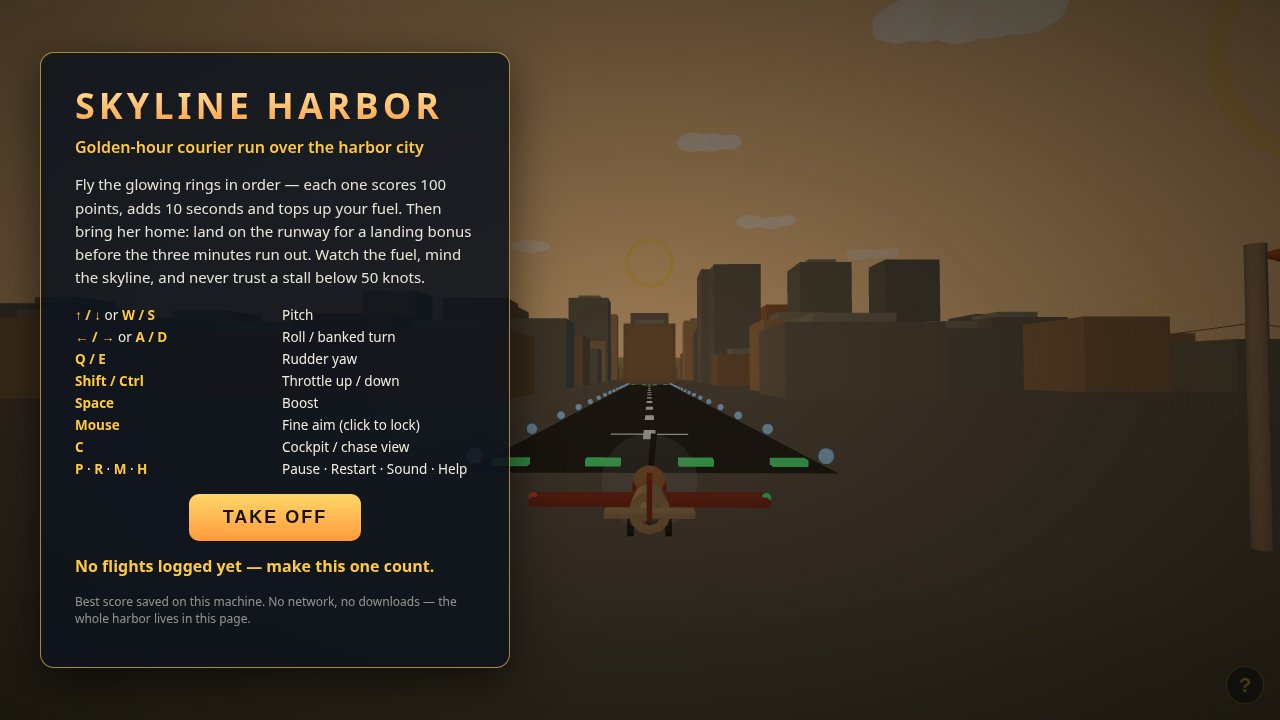 SKYLINE HARBOR
Golden-hour courier run over the harbor city
Fly the glowing rings in order — each one scores 100
points, adds 10 seconds and tops up your fuel. Then
bring her home: land on the runway for a landing bonus
before the three minutes run out. Watch the fuel, mind
the skyline, and never trust a stall below 50 knots.
↑ / ↓ or W / S Pitch
← / → or A / D Roll / banked turn
Q / E Rudder yaw
Shift / Ctrl Throttle up / down
Space Boost
Mouse Fine aim (click to lock)
C Cockpit / chase view
P · R · M · H Pause · Restart · Sound · Help
TAKE OFF
No flights logged yet — make this one count.
Best score saved on this machine. No network, no downloads — the
whole harbor lives in this page.
?